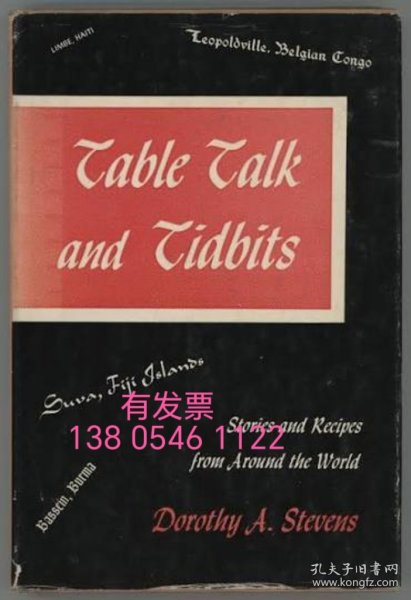 LIMBE, HAITI
Leopoldville, Belgian Congo
Table Talk
and Tidbits
Suva, Fiji Islands
有发票
138 0546 1122
Stories and Recipes
from Around the World
Bassein, Burma
Dorothy A. Stevens
孔夫子旧书网
www.kongfz.com